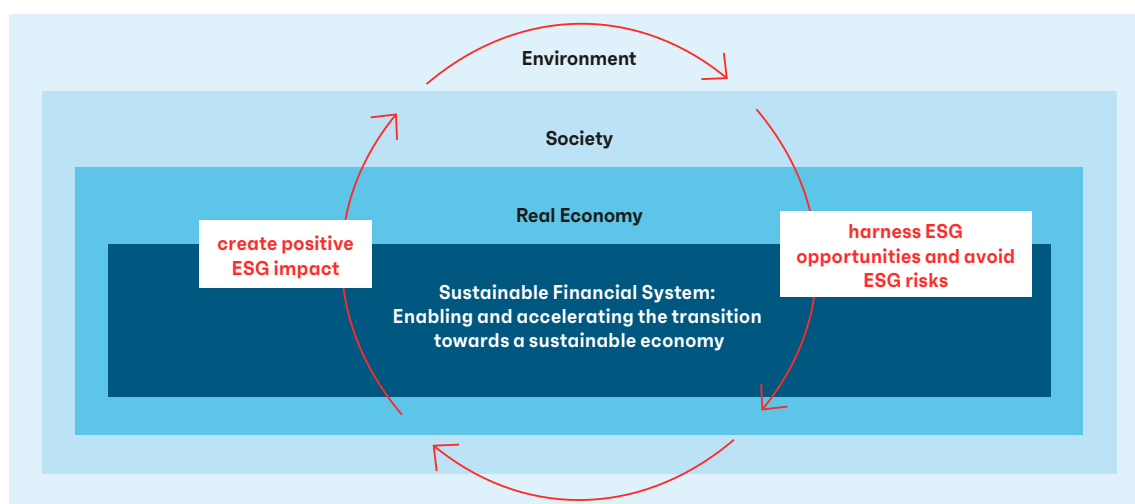 Environment
Society
Real Economy
create positive
ESG impact
harness ESG
opportunities and avoid
ESG risks
Sustainable Financial System:
Enabling and accelerating the transition
towards a sustainable economy